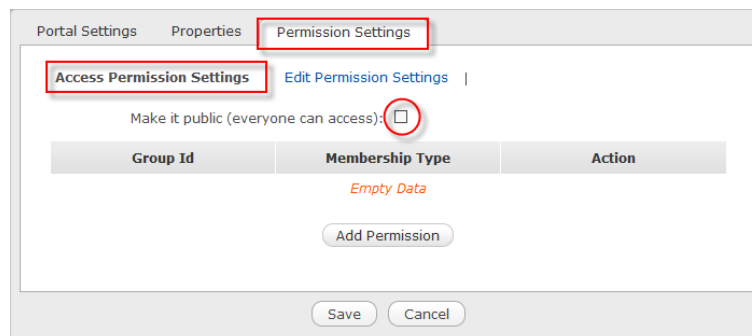 Portal Settings Properties Permission Settings
Access Permission Settings Edit Permission Settings |
Make it public (everyone can access):
Group Id Membership Type Action
Empty Data
Add Permission
Save Cancel